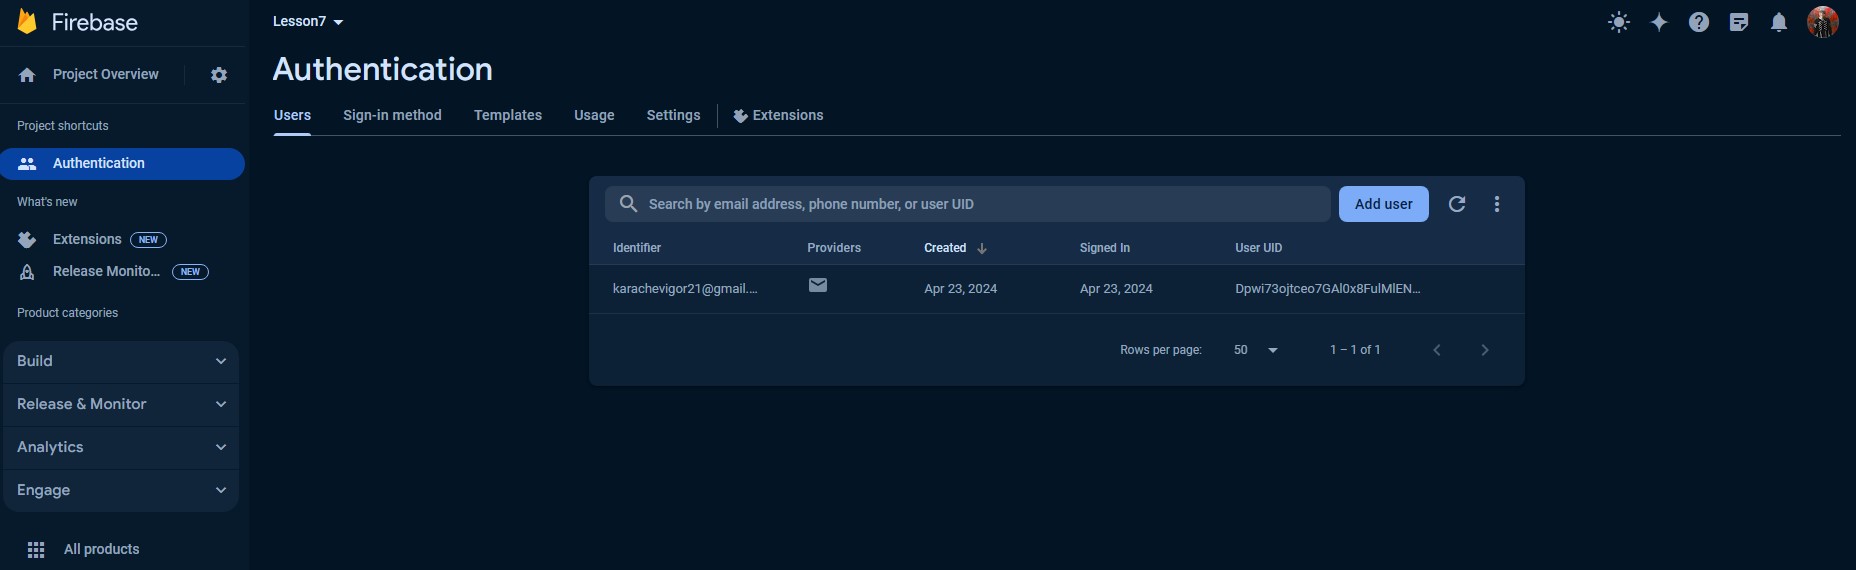 Firebase
Project Overview
Project shortcuts
Authentication
What's new
Extensions NEW
Release Monito... NEW
Product categories
Build
Release & Monitor
Analytics
Engage
All products
Lesson7
Authentication
Users Sign-in method Templates Usage Settings Extensions
Search by email address, phone number, or user UID Add user
Identifier Providers Created Signed In User UID
karachevigor21@gmail.... Apr 23, 2024 Apr 23, 2024 Dpwi73ojtceo7GAl0x8FulMlEN...
Rows per page: 50 1 – 1 of 1